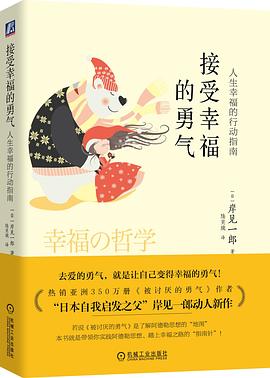 接受幸福的勇气
人生幸福的行动指南
接受幸福
的勇气
人生幸福的行动指南
[日] 岸见一郎 著
幸福の哲学
去爱的勇气,就是让自己变得幸福的勇气!
热销亚洲350万册《被讨厌的勇气》作者
“日本自我启发之父”岸见一郎动人新作
若说《被讨厌的勇气》是了解阿德勒思想的“地图”
本书就是带领你实践阿德勒思想、踏上幸福之路的“指南针”!
机械工业出版社